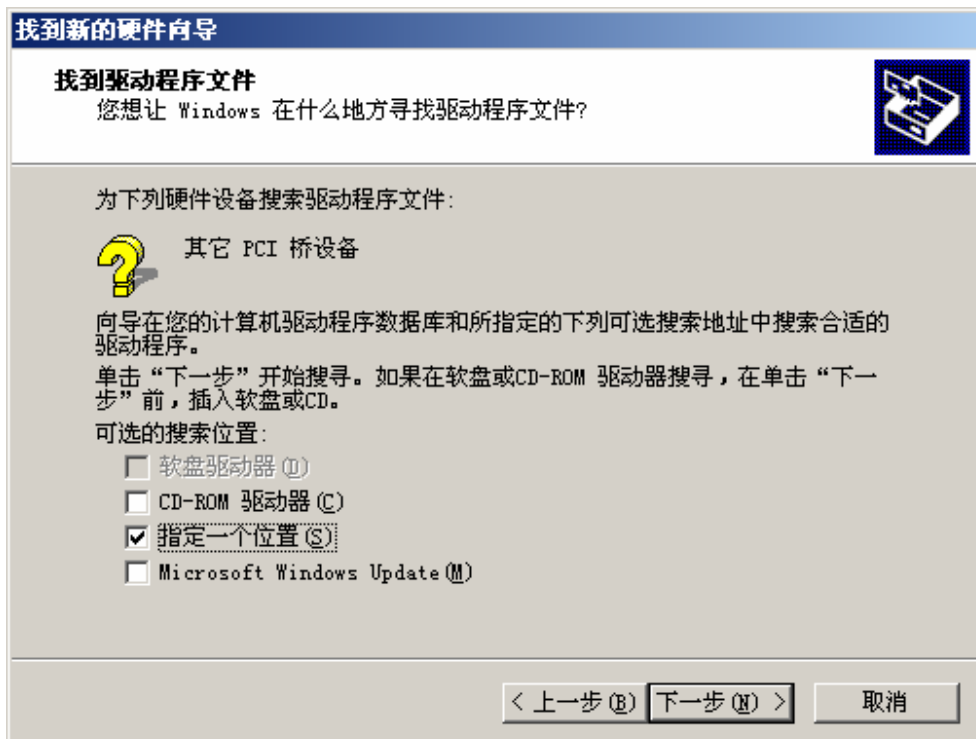 找到新的硬件向导
找到驱动程序文件
您想让 Windows 在什么地方寻找驱动程序文件?
为下列硬件设备搜索驱动程序文件:
其它 PCI 桥设备
向导在您的计算机驱动程序数据库和所指定的下列可选搜索地址中搜索合适的
驱动程序。
单击“下一步”开始搜寻。如果在软盘或CD-ROM 驱动器搜寻，在单击“下一
步”前，插入软盘或CD。
可选的搜索位置:
软盘驱动器(D)
CD-ROM 驱动器(C)
指定一个位置(S)
Microsoft Windows Update(M)
< 上一步(B) 下一步(N) > 取消